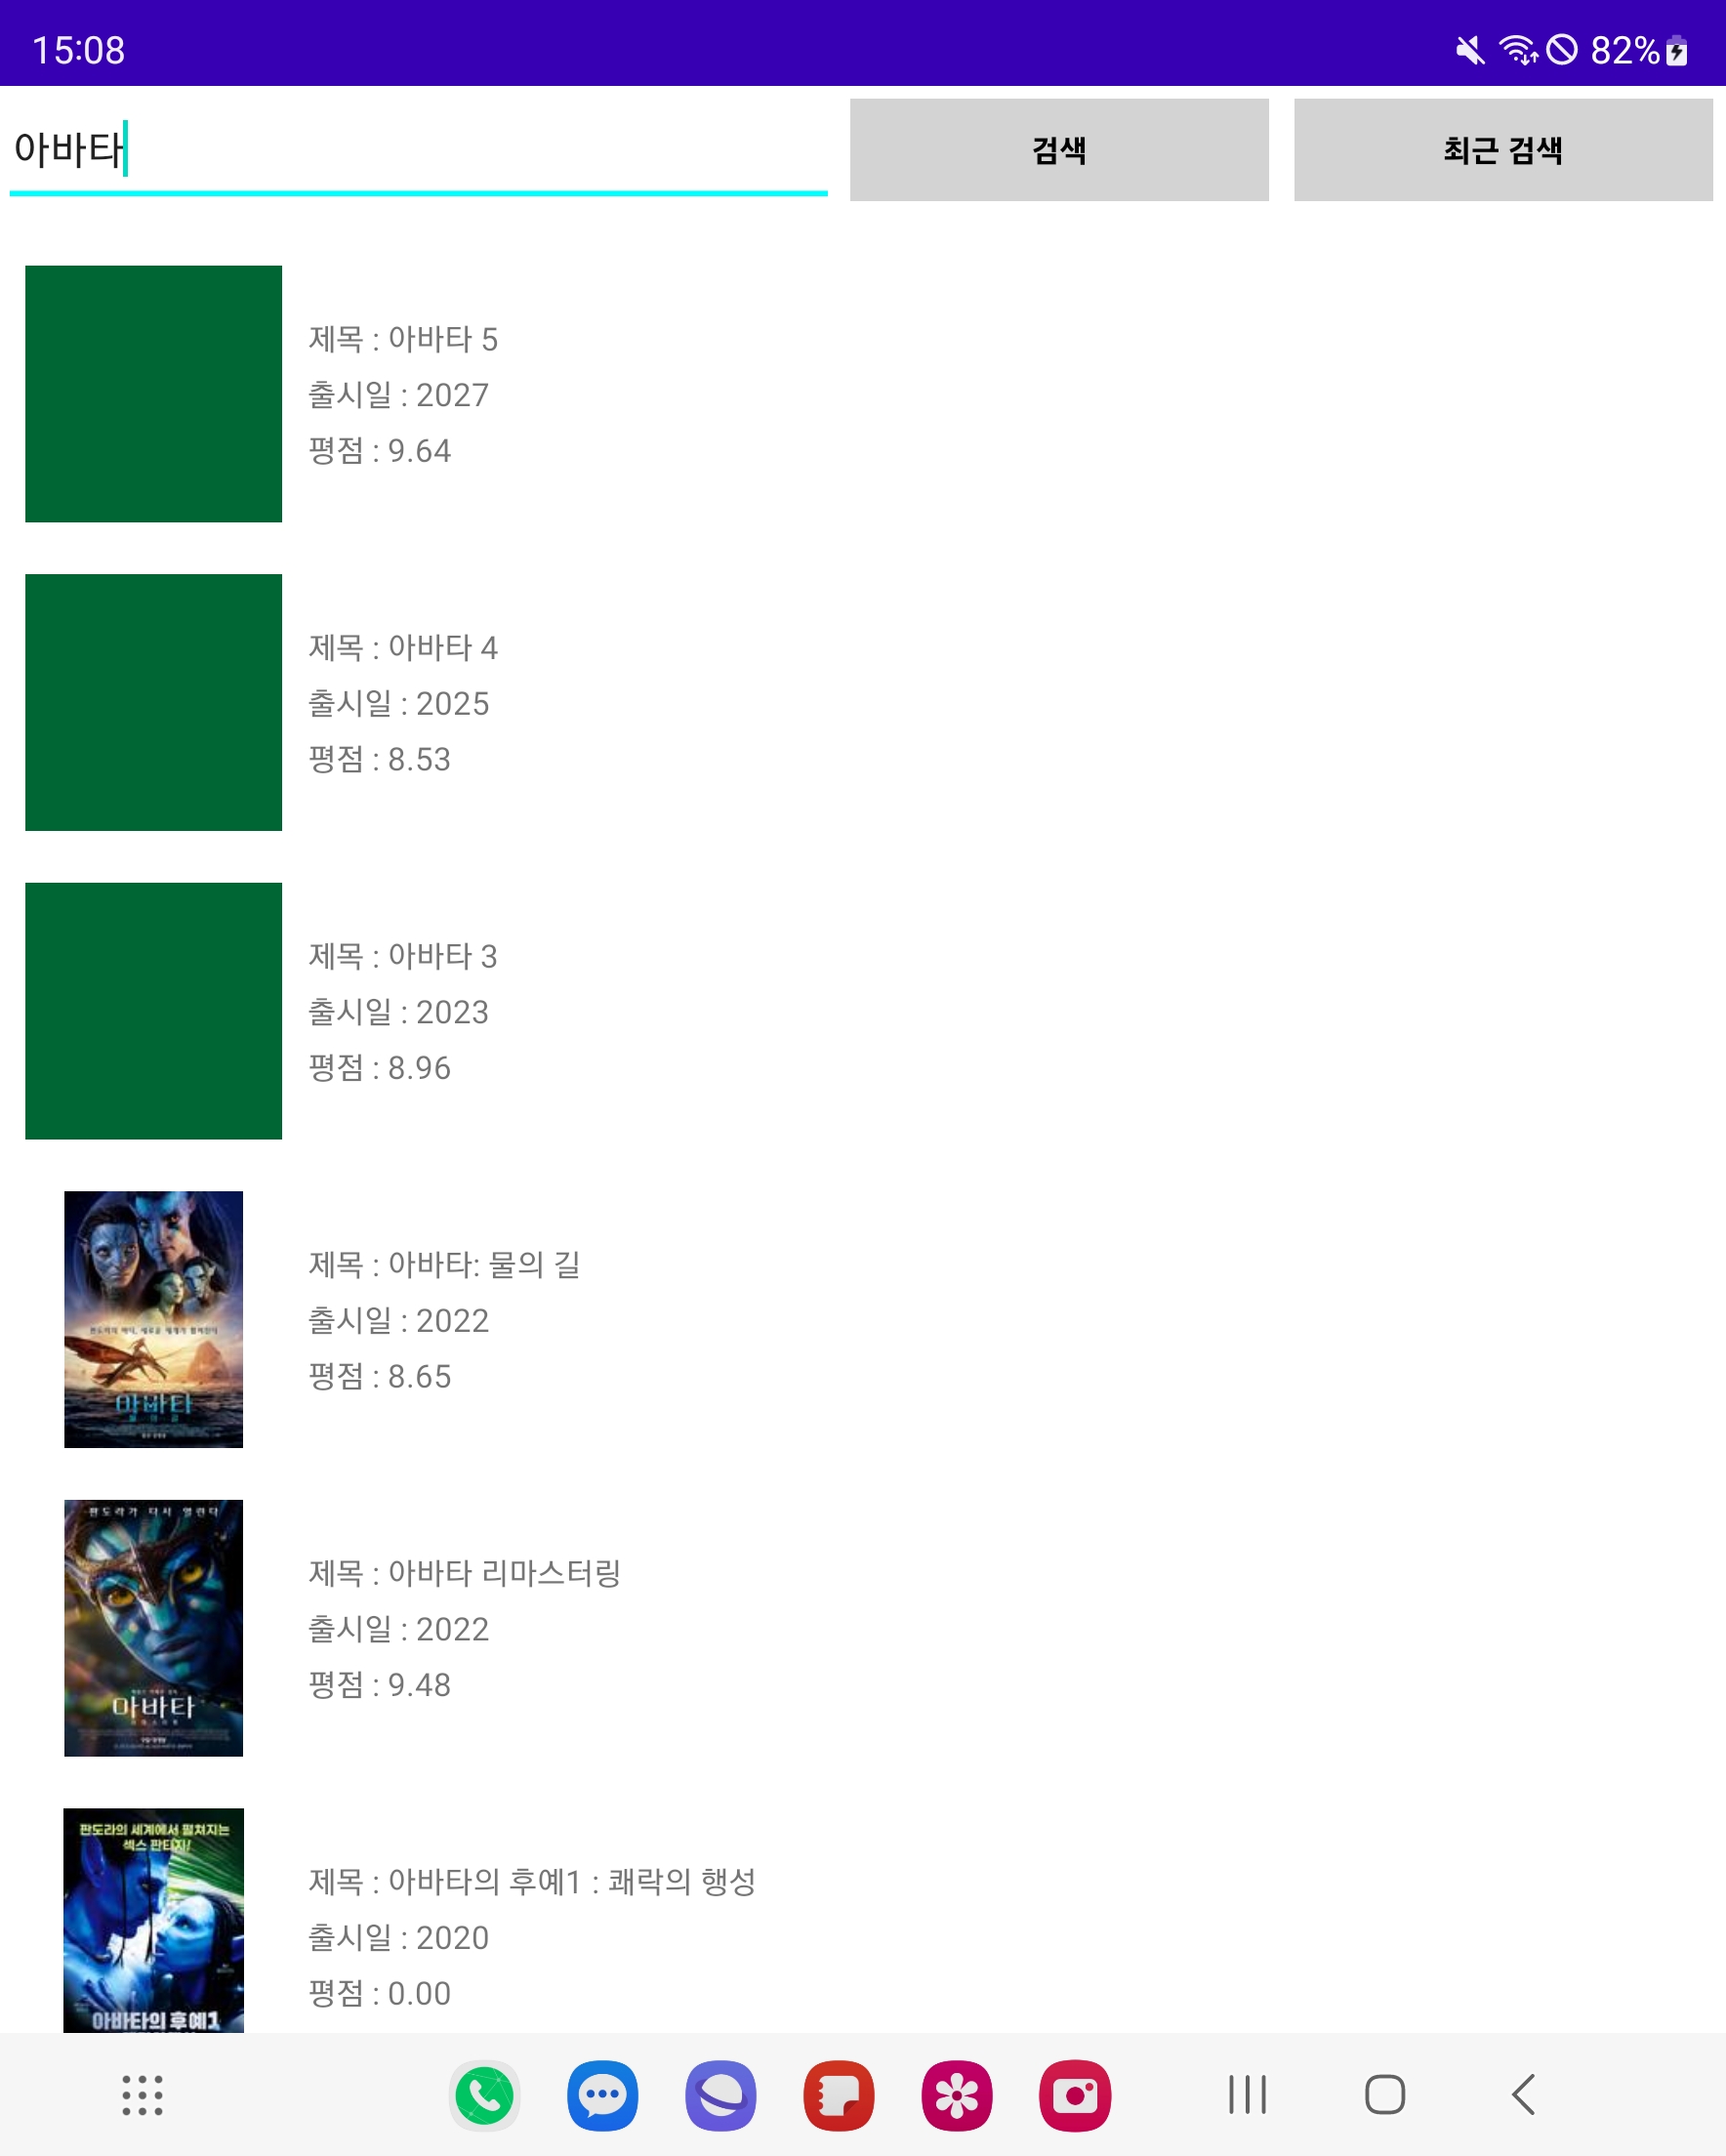 15:08
82%
아바타
검색
최근 검색
제목 : 아바타 5
출시일 : 2027
평점 : 9.64
제목 : 아바타 4
출시일 : 2025
평점 : 8.53
제목 : 아바타 3
출시일 : 2023
평점 : 8.96
아바타
제목 : 아바타: 물의 길
출시일 : 2022
평점 : 8.65
판도라가 다시 열린다
아바타
제목 : 아바타 리마스터링
출시일 : 2022
평점 : 9.48
판도라의 세계에서 펼쳐지는
섹스 판타지!
아바타의 후예1
제목 : 아바타의 후예1 : 쾌락의 행성
출시일 : 2020
평점 : 0.00